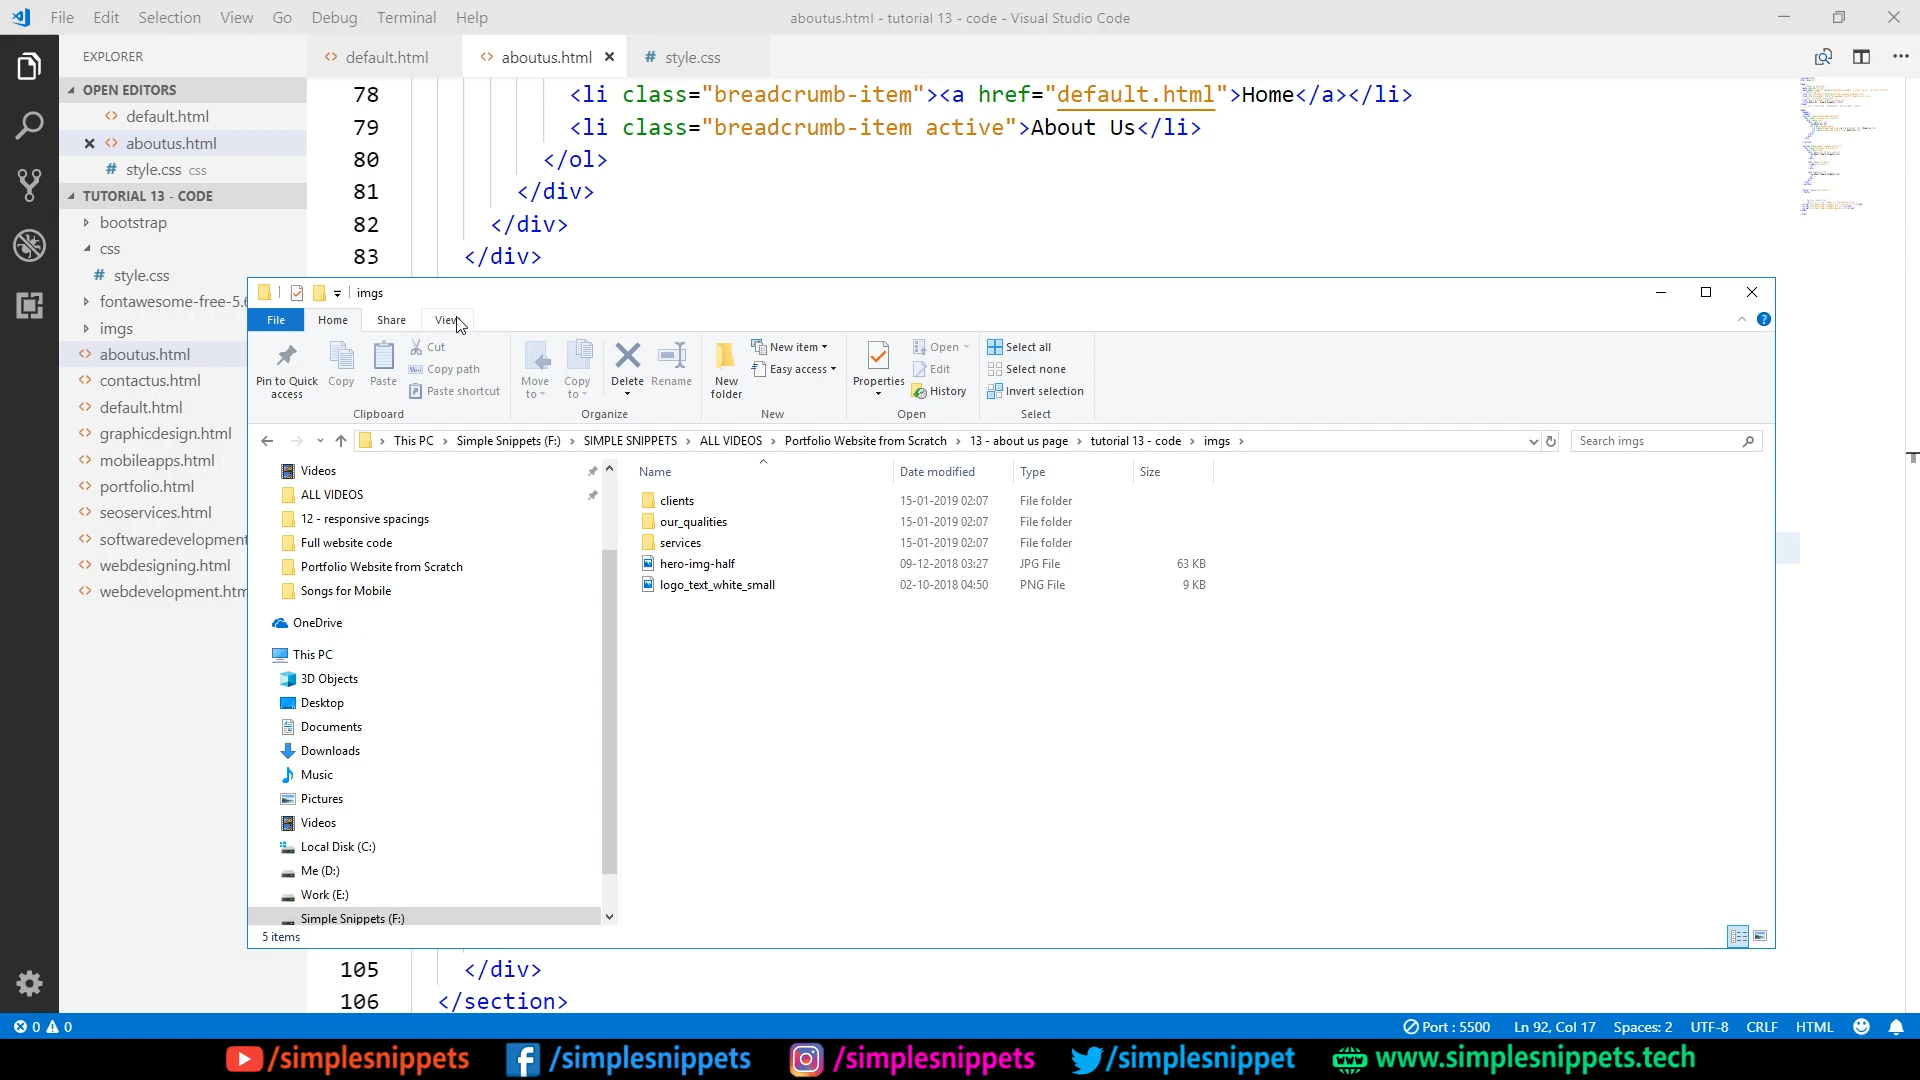 File Edit Selection View Go Debug Terminal Help
aboutus.html - tutorial 13 - code - Visual Studio Code
EXPLORER
default.html
aboutus.html
style.css
OPEN EDITORS
default.html
aboutus.html
style.css css
TUTORIAL 13 - CODE
bootstrap
css
style.css
fontawesome-free-5.6
imgs
aboutus.html
contactus.html
default.html
graphicdesign.html
mobileapps.html
portfolio.html
seoservices.html
softwaredevelopment
webdesigning.html
webdevelopment.htm
78 <li class="breadcrumb-item"><a href="default.html">Home</a></li>
79 <li class="breadcrumb-item active">About Us</li>
80 </ol>
81 </div>
82 </div>
83 </div>
imgs
File Home Share View
Pin to Quick access
Copy
Paste
Cut
Copy path
Paste shortcut
Clipboard
Move to
Copy to
Delete
Rename
Organize
New folder
New item
Easy access
New
Properties
Open
Edit
History
Open
Select all
Select none
Invert selection
Select
This PC > Simple Snippets (F:) > SIMPLE SNIPPETS > ALL VIDEOS > Portfolio Website from Scratch > 13 - about us page > tutorial 13 - code > imgs >
Search imgs
Videos
ALL VIDEOS
12 - responsive spacings
Full website code
Portfolio Website from Scratch
Songs for Mobile
OneDrive
This PC
3D Objects
Desktop
Documents
Downloads
Music
Pictures
Videos
Local Disk (C:)
Me (D:)
Work (E:)
Simple Snippets (F:)
Name Date modified Type Size
clients 15-01-2019 02:07 File folder
our_qualities 15-01-2019 02:07 File folder
services 15-01-2019 02:07 File folder
hero-img-half 09-12-2018 03:27 JPG File 63 KB
logo_text_white_small 02-10-2018 04:50 PNG File 9 KB
5 items
105 </div>
106 </section>
0 0
Port : 5500 Ln 92, Col 17 Spaces: 2 UTF-8 CRLF HTML
/simplesnippets /simplesnippets /simplesnippets /simplesnippets www.simplesnippets.tech